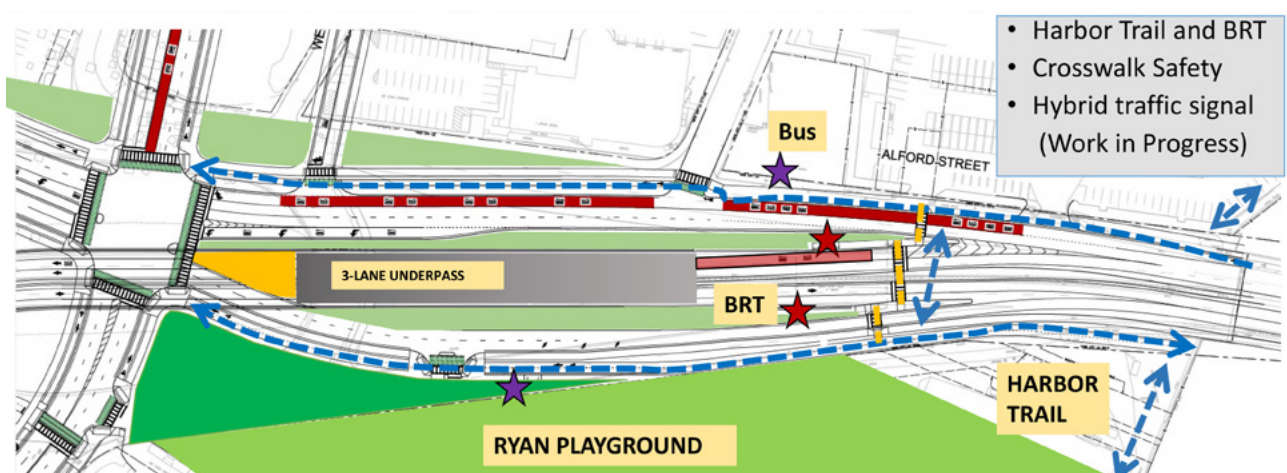 • Harbor Trail and BRT
• Crosswalk Safety
• Hybrid traffic signal
(Work in Progress)
Bus
ALFORD STREET
3-LANE UNDERPASS
BRT
HARBOR
TRAIL
RYAN PLAYGROUND